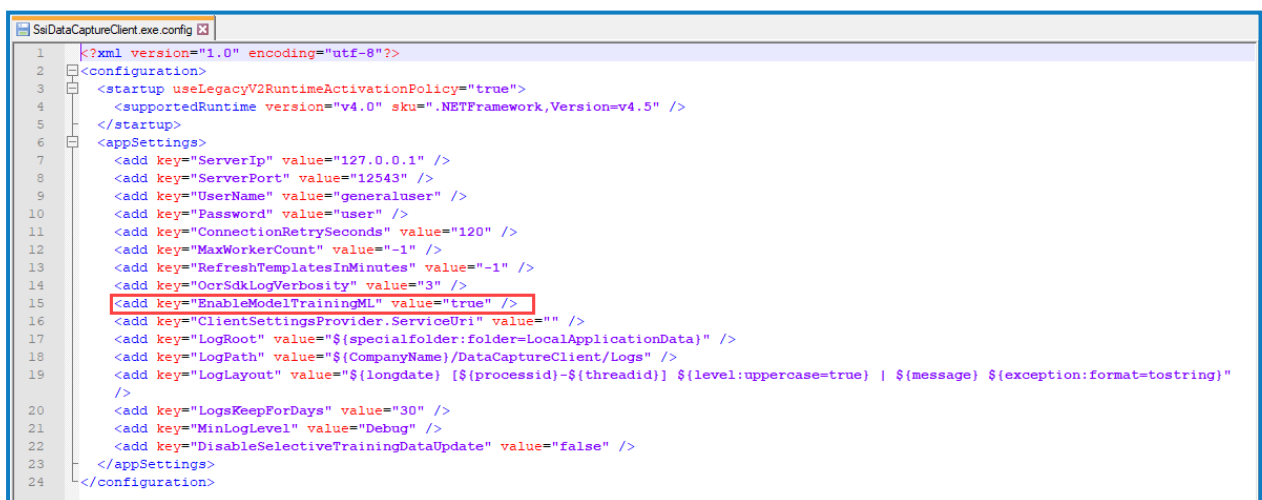 SsiDataCaptureClient.exe.config
1 <?xml version="1.0" encoding="utf-8"?>
2 <configuration>
3 <startup useLegacyV2RuntimeActivationPolicy="true">
4 <supportedRuntime version="v4.0" sku=".NETFramework,Version=v4.5" />
5 </startup>
6 <appSettings>
7 <add key="ServerIp" value="127.0.0.1" />
8 <add key="ServerPort" value="12543" />
9 <add key="UserName" value="generaluser" />
10 <add key="Password" value="user" />
11 <add key="ConnectionRetrySeconds" value="120" />
12 <add key="MaxWorkerCount" value="-1" />
13 <add key="RefreshTemplatesInMinutes" value="-1" />
14 <add key="OcrSdkLogVerbosity" value="3" />
15 <add key="EnableModelTrainingML" value="true" />
16 <add key="ClientSettingsProvider.ServiceUri" value="" />
17 <add key="LogRoot" value="${specialfolder:folder=LocalApplicationData}" />
18 <add key="LogPath" value="${CompanyName}/DataCaptureClient/Logs" />
19 <add key="LogLayout" value="${longdate} [${processid}-${threadid}] ${level:uppercase=true} | ${message} ${exception:format=tostring}"
/>
20 <add key="LogsKeepForDays" value="30" />
21 <add key="MinLogLevel" value="Debug" />
22 <add key="DisableSelectiveTrainingDataUpdate" value="false" />
23 </appSettings>
24 </configuration>